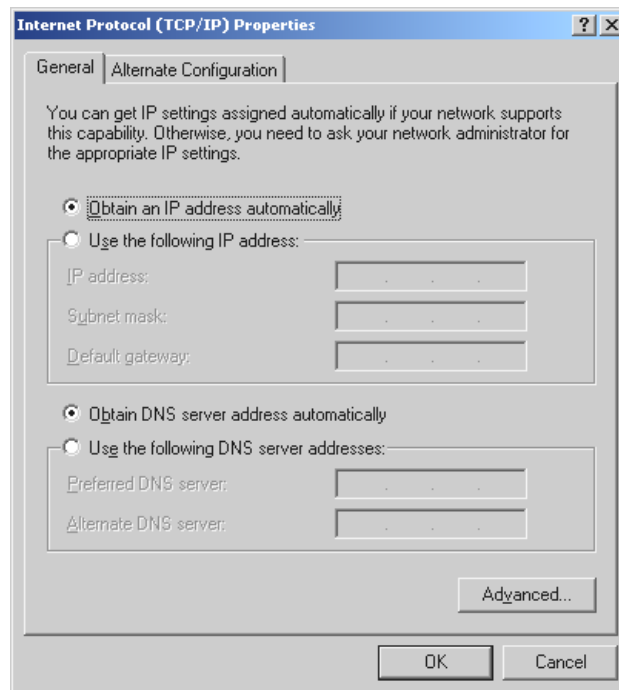 Internet Protocol (TCP/IP) Properties
General
Alternate Configuration
You can get IP settings assigned automatically if your network supports
this capability. Otherwise, you need to ask your network administrator for
the appropriate IP settings.
Obtain an IP address automatically
Use the following IP address:
IP address:
Subnet mask:
Default gateway:
Obtain DNS server address automatically
Use the following DNS server addresses:
Preferred DNS server:
Alternate DNS server:
Advanced...
OK
Cancel